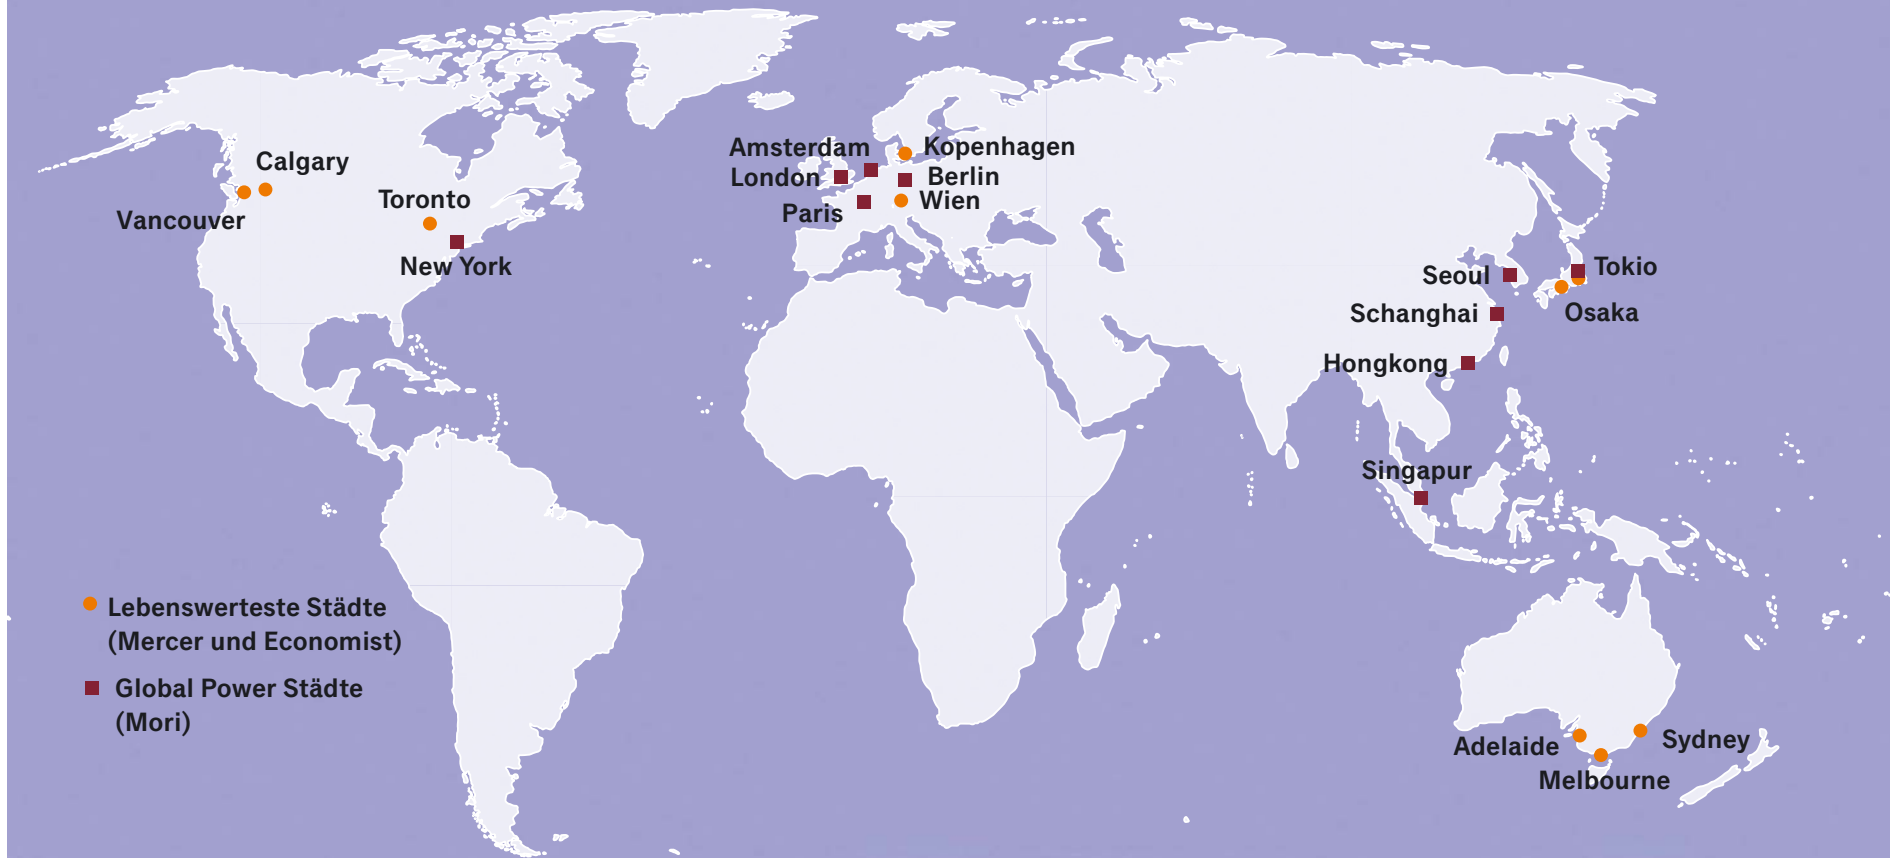 Calgary
Vancouver
Toronto
New York
Amsterdam
London
Paris
Kopenhagen
Berlin
Wien
Seoul
Tokio
Osaka
Schanghai
Hongkong
Singapur
Lebenswerteste Städte
(Mercer und Economist)
Global Power Städte
(Mori)
Adelaide
Sydney
Melbourne